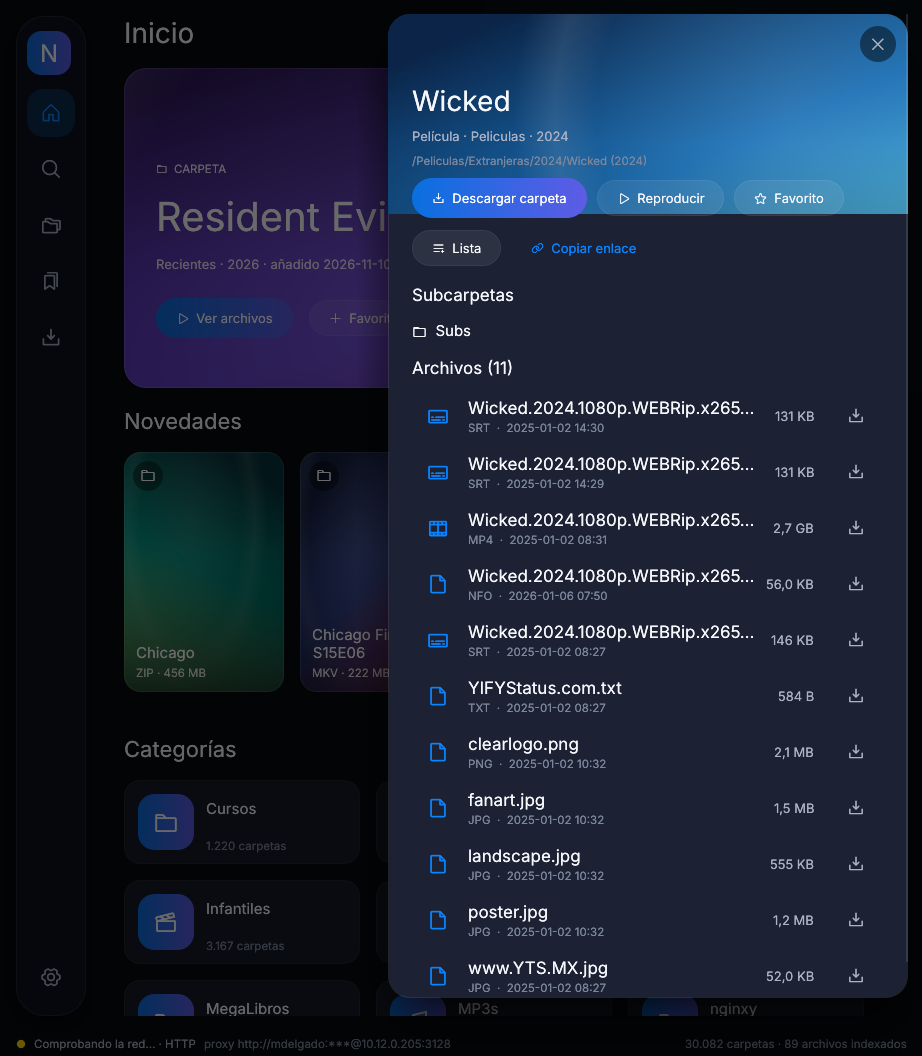 N
Inicio
CARPETA
Resident Evi
Recientes · 2026 · añadido 2026-11-10
Ver archivos
Favorit
Novedades
Chicago
ZIP · 456 MB
Chicago Fi
S15E06
MKV · 222 MB
Categorías
Cursos
1.220 carpetas
Infantiles
3.167 carpetas
MegaLibros
MP3s
nginxy
Wicked
Película · Peliculas · 2024
/Peliculas/Extranjeras/2024/Wicked (2024)
Descargar carpeta
Reproducir
Favorito
Lista
Copiar enlace
Subcarpetas
Subs
Archivos (11)
Wicked.2024.1080p.WEBRip.x265...
131 KB
SRT · 2025-01-02 14:30
Wicked.2024.1080p.WEBRip.x265...
131 KB
SRT · 2025-01-02 14:29
Wicked.2024.1080p.WEBRip.x265...
2,7 GB
MP4 · 2025-01-02 08:31
Wicked.2024.1080p.WEBRip.x265...
56,0 KB
NFO · 2026-01-06 07:50
Wicked.2024.1080p.WEBRip.x265...
146 KB
SRT · 2025-01-02 08:27
YIFYStatus.com.txt
584 B
TXT · 2025-01-02 08:27
clearlogo.png
2,1 MB
PNG · 2025-01-02 10:32
fanart.jpg
1,5 MB
JPG · 2025-01-02 10:32
landscape.jpg
555 KB
JPG · 2025-01-02 10:32
poster.jpg
1,2 MB
JPG · 2025-01-02 10:32
www.YTS.MX.jpg
52,0 KB
JPG · 2025-01-02 08:27
Comprobando la red... · HTTP proxy http://mdelgado:***@10.12.0.205:3128
30.082 carpetas · 89 archivos indexados